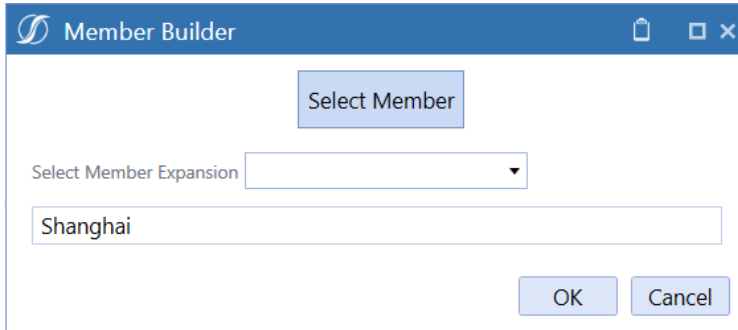 Member Builder
Select Member
Select Member Expansion
Shanghai
OK Cancel